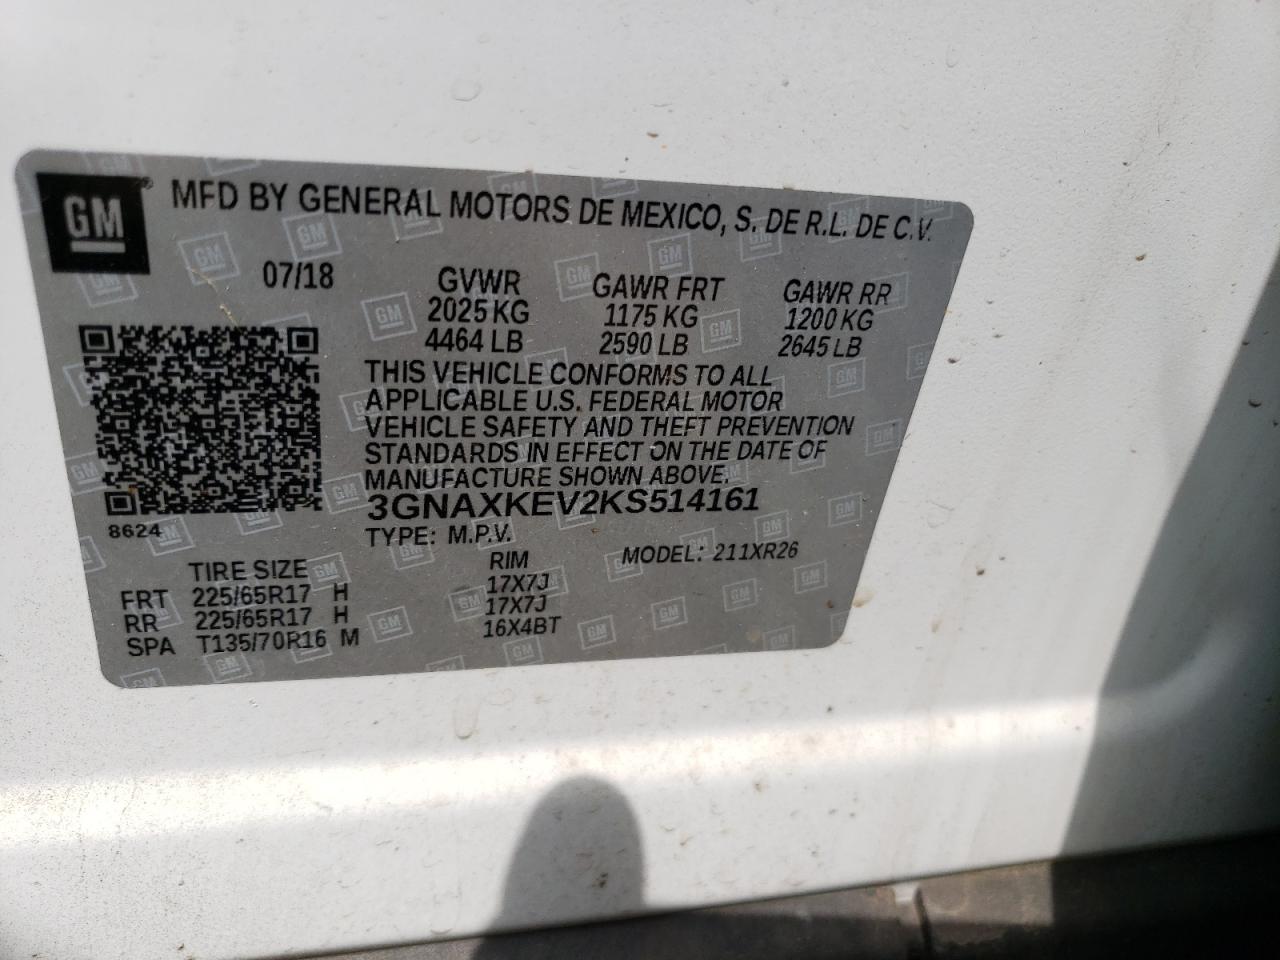 GM® MFD BY GENERAL MOTORS DE MEXICO, S. DE R.L. DE C.V.
07/18 GVWR GAWR FRT GAWR RR
2025 KG 1175 KG 1200 KG
4464 LB 2590 LB 2645 LB
THIS VEHICLE CONFORMS TO ALL
APPLICABLE U.S. FEDERAL MOTOR
VEHICLE SAFETY AND THEFT PREVENTION
STANDARDS IN EFFECT ON THE DATE OF
MANUFACTURE SHOWN ABOVE.
3GNAXKEV2KS514161
8624 TYPE: M.P.V. MODEL: 211XR26
TIRE SIZE RIM
FRT 225/65R17 H 17X7J
RR 225/65R17 H 17X7J
SPA T135/70R16 M 16X4BT